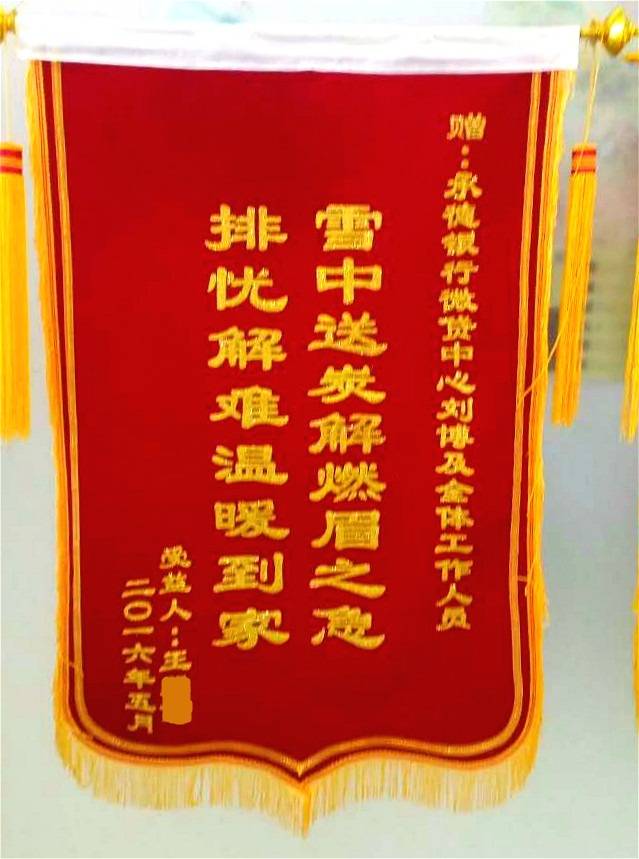 赠：承德银行微贷中心刘博及全体工作人员
雪中送炭解燃眉之急
排忧解难温暖到家
受益人：王
二〇一六年五月